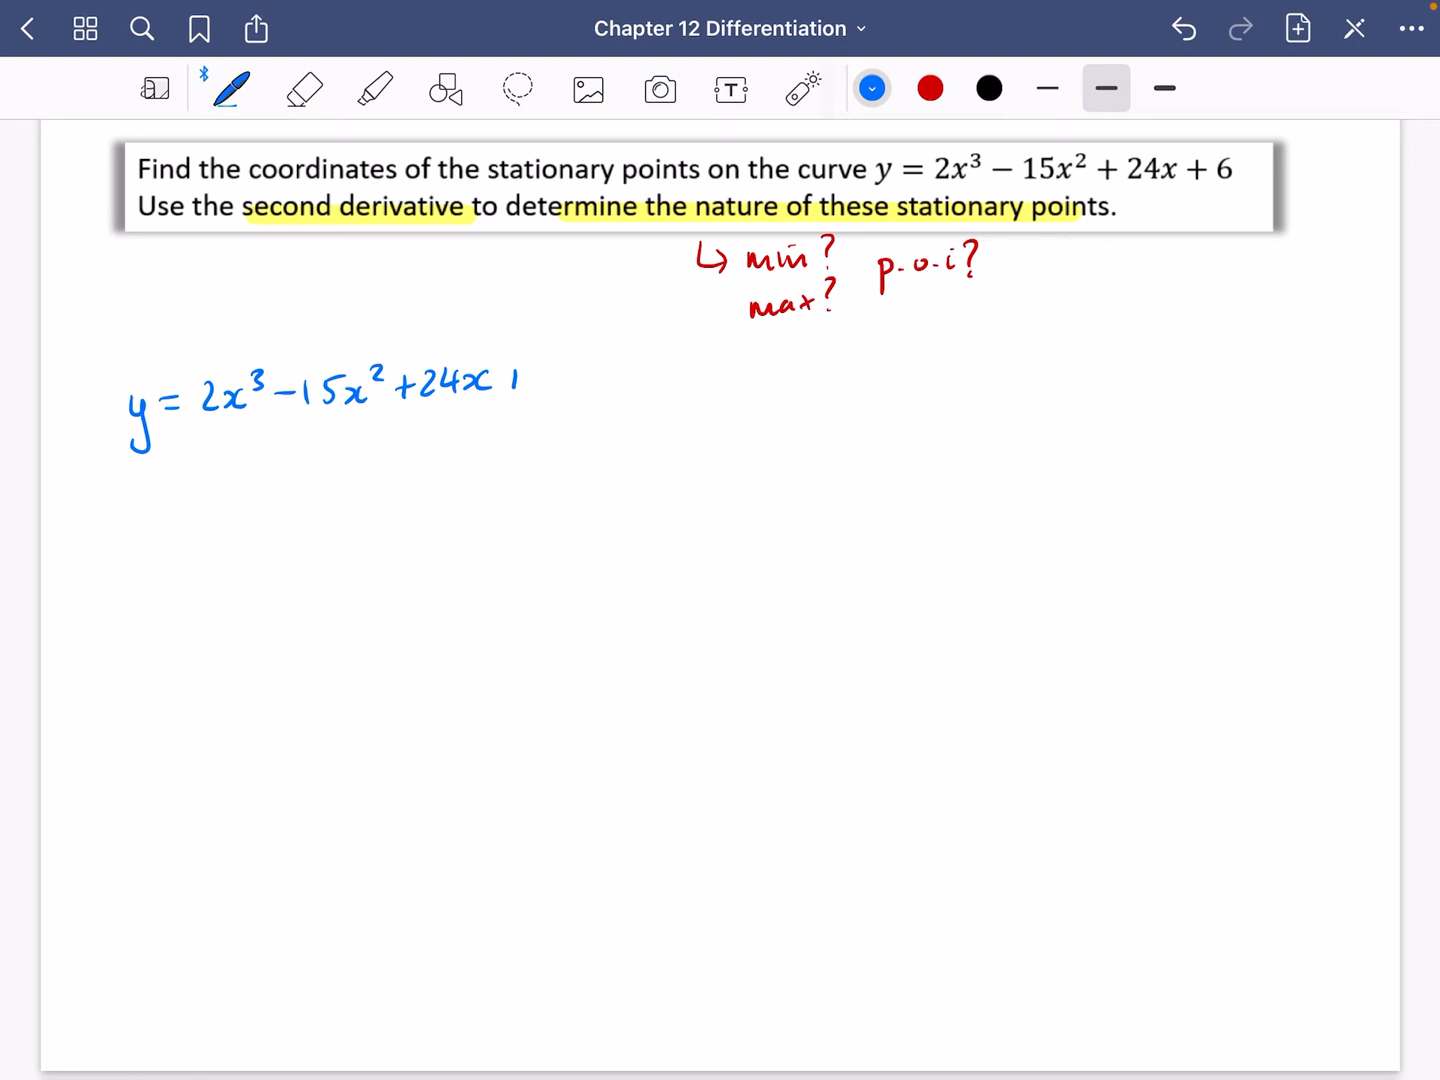 Chapter 12 Differentiation
T
Find the coordinates of the stationary points on the curve y = 2x³ − 15x² + 24x + 6
Use the second derivative to determine the nature of these stationary points.
↳ min? p.o.i?
max?
y = 2x³ −15x² +24x